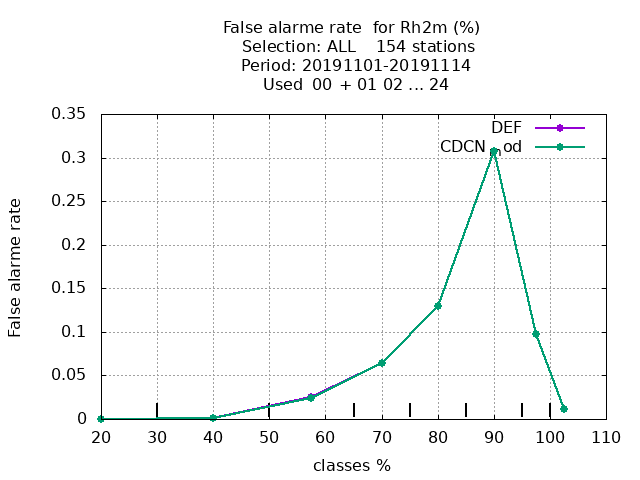 False alarme rate for Rh2m (%)
Selection: ALL 154 stations
Period: 20191101-20191114
Used 00 + 01 02 ... 24
0.35
0.3
0.25
0.2
0.15
0.1
0.05
0
False alarme rate
DEF
CDCN
20 30 40 50 60 70 80 90 100 110
classes %